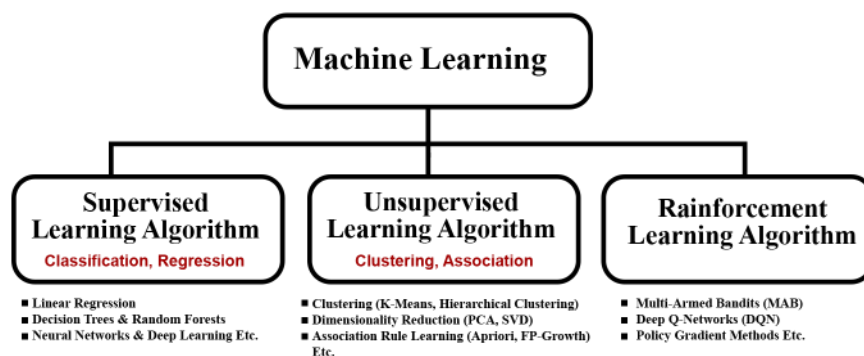 Machine Learning
Supervised
Learning Algorithm
Classification, Regression
Unsupervised
Learning Algorithm
Clustering, Association
Rainforcement
Learning Algorithm
■ Linear Regression
■ Decision Trees & Random Forests
■ Neural Networks & Deep Learning Etc.
■ Clustering (K-Means, Hierarchical Clustering)
■ Dimensionality Reduction (PCA, SVD)
■ Association Rule Learning (Apriori, FP-Growth)
Etc.
■ Multi-Armed Bandits (MAB)
■ Deep Q-Networks (DQN)
■ Policy Gradient Methods Etc.